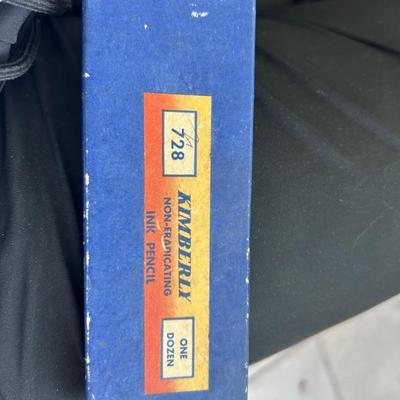 728
KIMBERLY
NON-ERADICATING
INK PENCIL
ONE
DOZEN